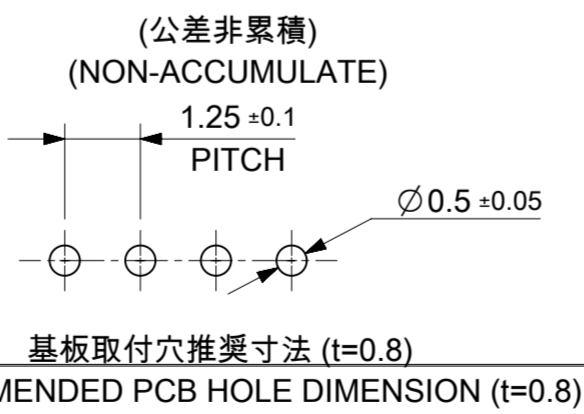 (公差非累積)
(NON-ACCUMULATE)
1.25 ±0.1
PITCH
∅0.5 ±0.05
基板取付穴推奨寸法 (t=0.8)
MENDED PCB HOLE DIMENSION (t=0.8)